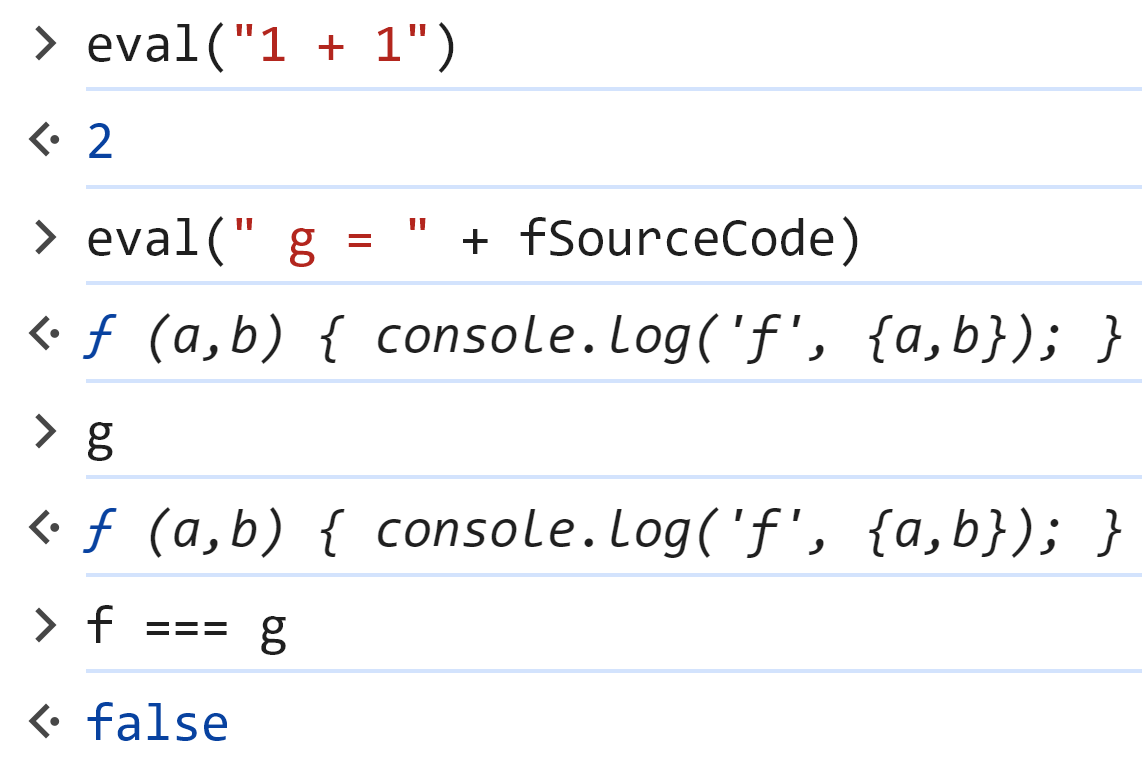 > eval("1 + 1")
2
> eval(" g = " + fSourceCode)
ƒ (a,b) { console.log('f', {a,b}); }
> g
ƒ (a,b) { console.log('f', {a,b}); }
> f === g
false